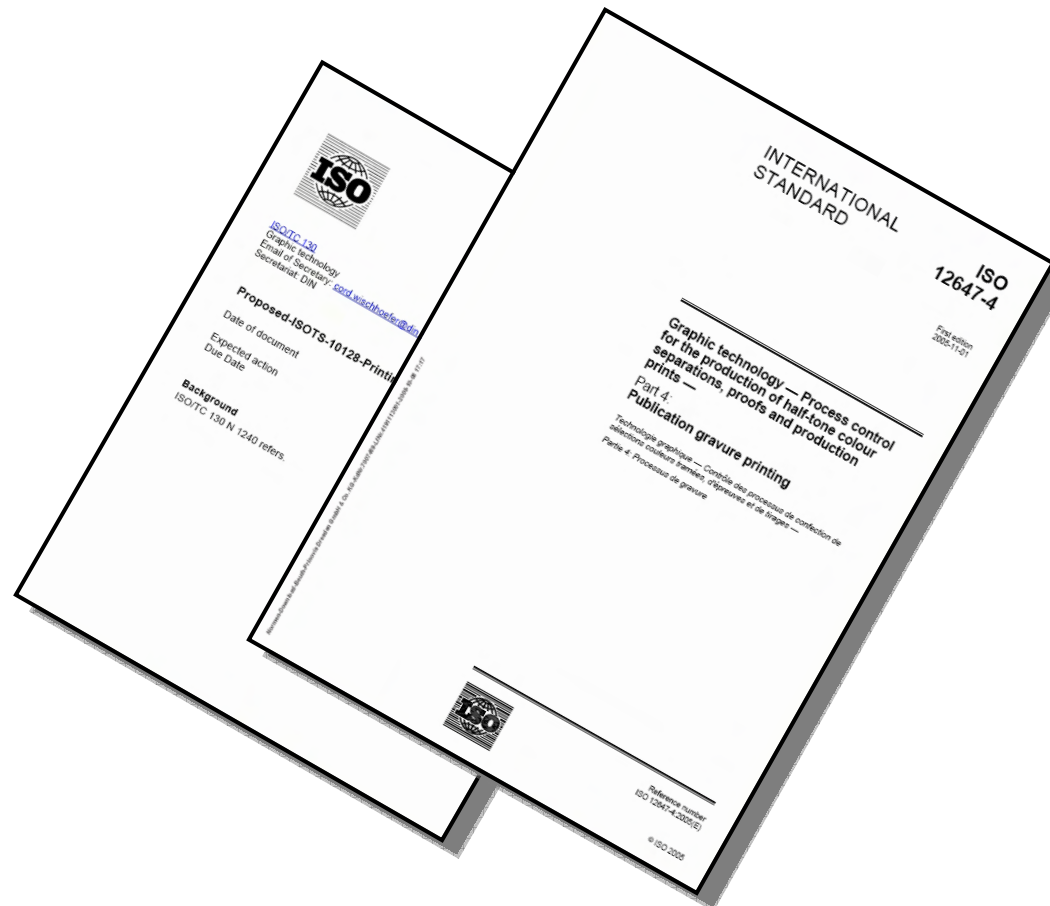 ISO
ISO/TC 130
Graphic technology
Email of Secretary: cord.wischhoefer@din.
Secretariat: DIN
Proposed-ISOTS-10128-Printin
Date of document
Expected action
Due Date
Background
ISO/TC 130 N 1240 refers.
INTERNATIONAL
STANDARD
ISO
12647-4
First edition
2005-11-01
Graphic technology — Process control
for the production of half-tone colour
separations, proofs and production
prints —
Part 4:
Publication gravure printing
Technologie graphique — Contrôle des processus de confection de
sélections couleurs tramées, d'épreuves et de tirages —
Partie 4: Processus de gravure
ISO
Reference number
ISO 12647-4:2005(E)
© ISO 2005